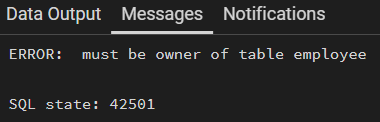 Data Output Messages Notifications
ERROR:  must be owner of table employee
SQL state: 42501